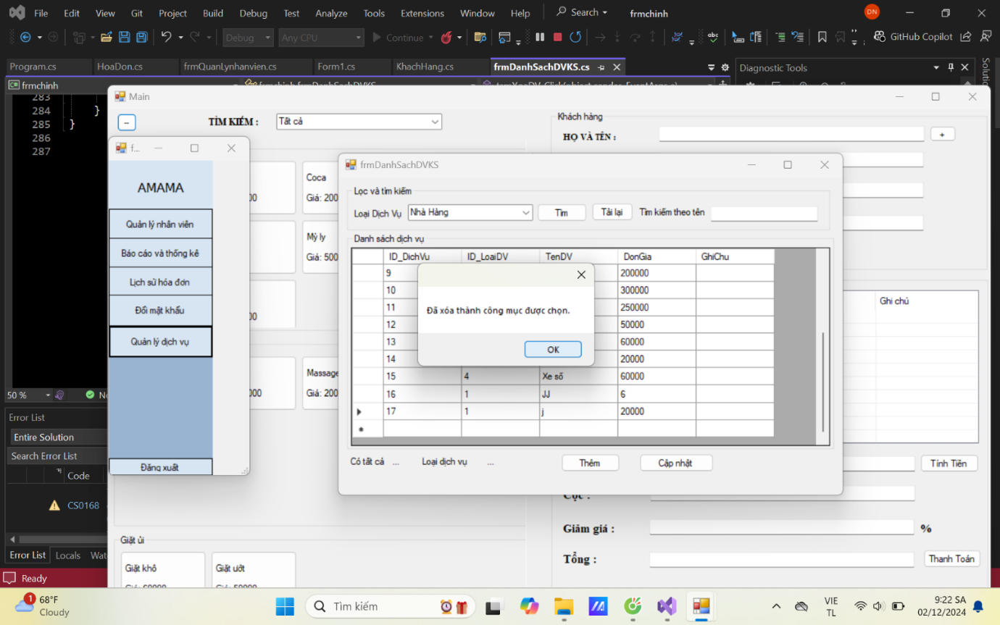 File Edit View Git Project Build Debug Test Analyze Tools Extensions Window Help Search frmchinh DN
Debug Any CPU Continue GitHub Copilot
Program.cs HoaDon.cs frmQuanLynhanvien.cs Form1.cs KhachHang.cs frmDanhSachDVKS.cs Diagnostic Tools
frmchinh
283
284 }
285 }
286
287
50 %
Error List
Entire Solution
Search Error List
Code
CS0168
Error List Locals
Ready
Main
--
TÌM KIẾM : Tất cả
Khách hàng
HỌ VÀ TÊN : +
f...
AMAMA
Quản lý nhân viên
Báo cáo và thống kê
Lịch sử hóa đơn
Đổi mật khẩu
Quản lý dịch vụ
Đăng xuất
Coca
Giá: 200
Mỳ ly
Giá: 500
Massage
Giá: 200
Giặt ủi
Giặt khô Giặt ướt
frmDanhSachDVKS
Lọc và tìm kiếm
Loại Dịch Vụ Nhà Hàng Tìm Tải lại Tìm kiếm theo tên
Danh sách dịch vụ
ID_DichVu ID_LoaiDV TenDV DonGia GhiChu
9 200000
10 300000
11 250000
12 50000
13 60000
14 20000
15 4 Xe số 60000
16 1 JJ 6
17 1 j 20000
Đã xóa thành công mục được chọn.
OK
Có tất cả ... Loại dịch vụ ... Thêm Cập nhật
Ghi chú
Tính Tiền
Giảm giá : %
Tổng : Thanh Toán
1
68°F
Cloudy
Tìm kiếm
VIE
TL
9:22 SA
02/12/2024